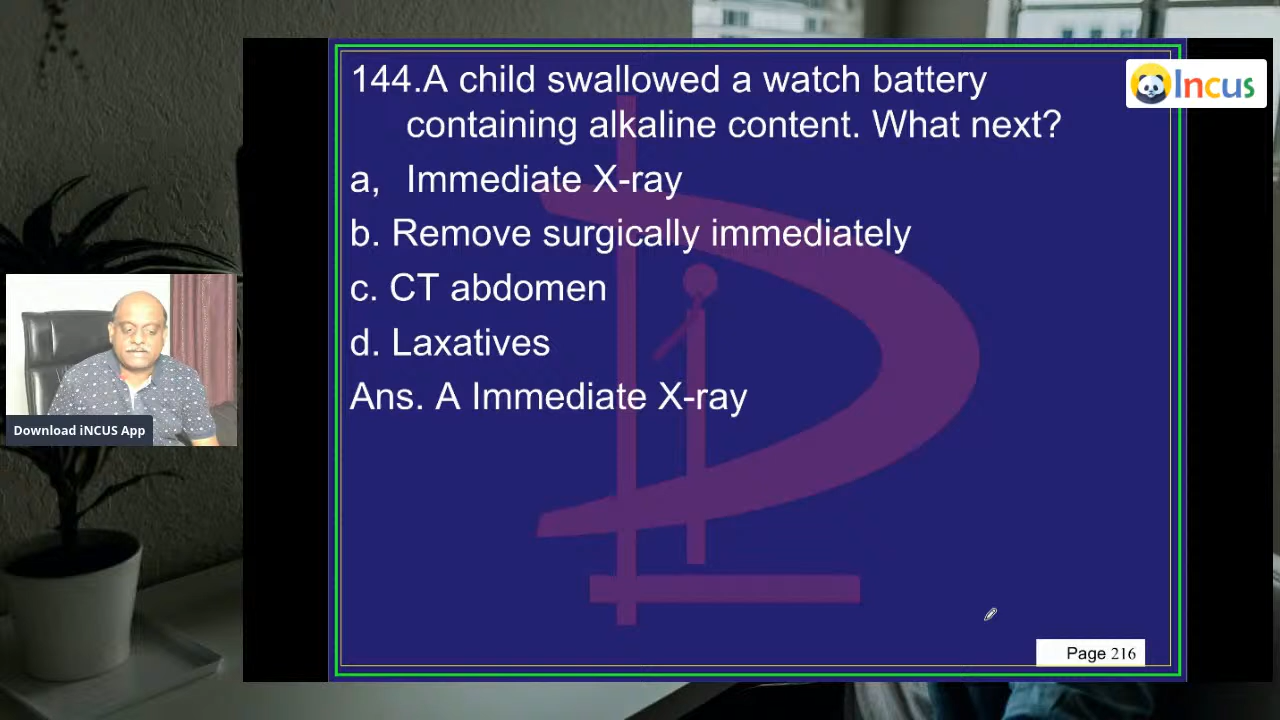 144.A child swallowed a watch battery
containing alkaline content. What next?
a, Immediate X-ray
b. Remove surgically immediately
c. CT abdomen
d. Laxatives
Ans. A Immediate X-ray
Page 216
Incus
Download iNCUS App